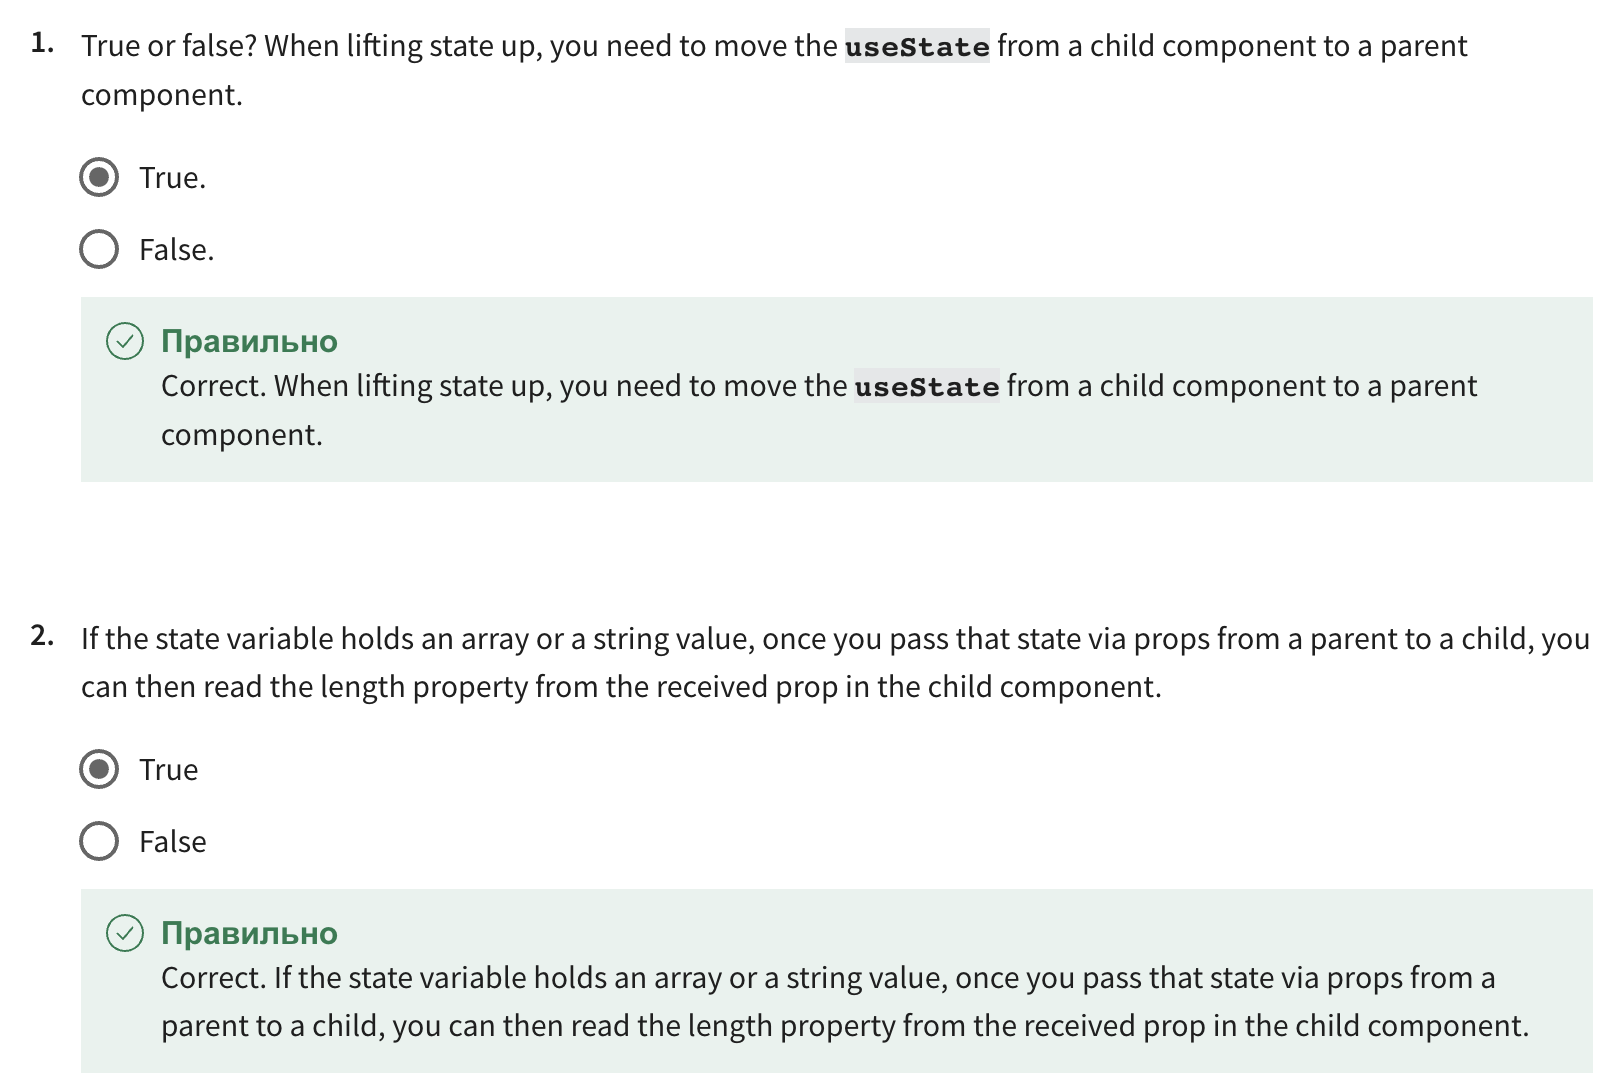 1. True or false? When lifting state up, you need to move the useState from a child component to a parent
component.
True.
False.
Правильно
Correct. When lifting state up, you need to move the useState from a child component to a parent
component.
2. If the state variable holds an array or a string value, once you pass that state via props from a parent to a child, you
can then read the length property from the received prop in the child component.
True
False
Правильно
Correct. If the state variable holds an array or a string value, once you pass that state via props from a
parent to a child, you can then read the length property from the received prop in the child component.